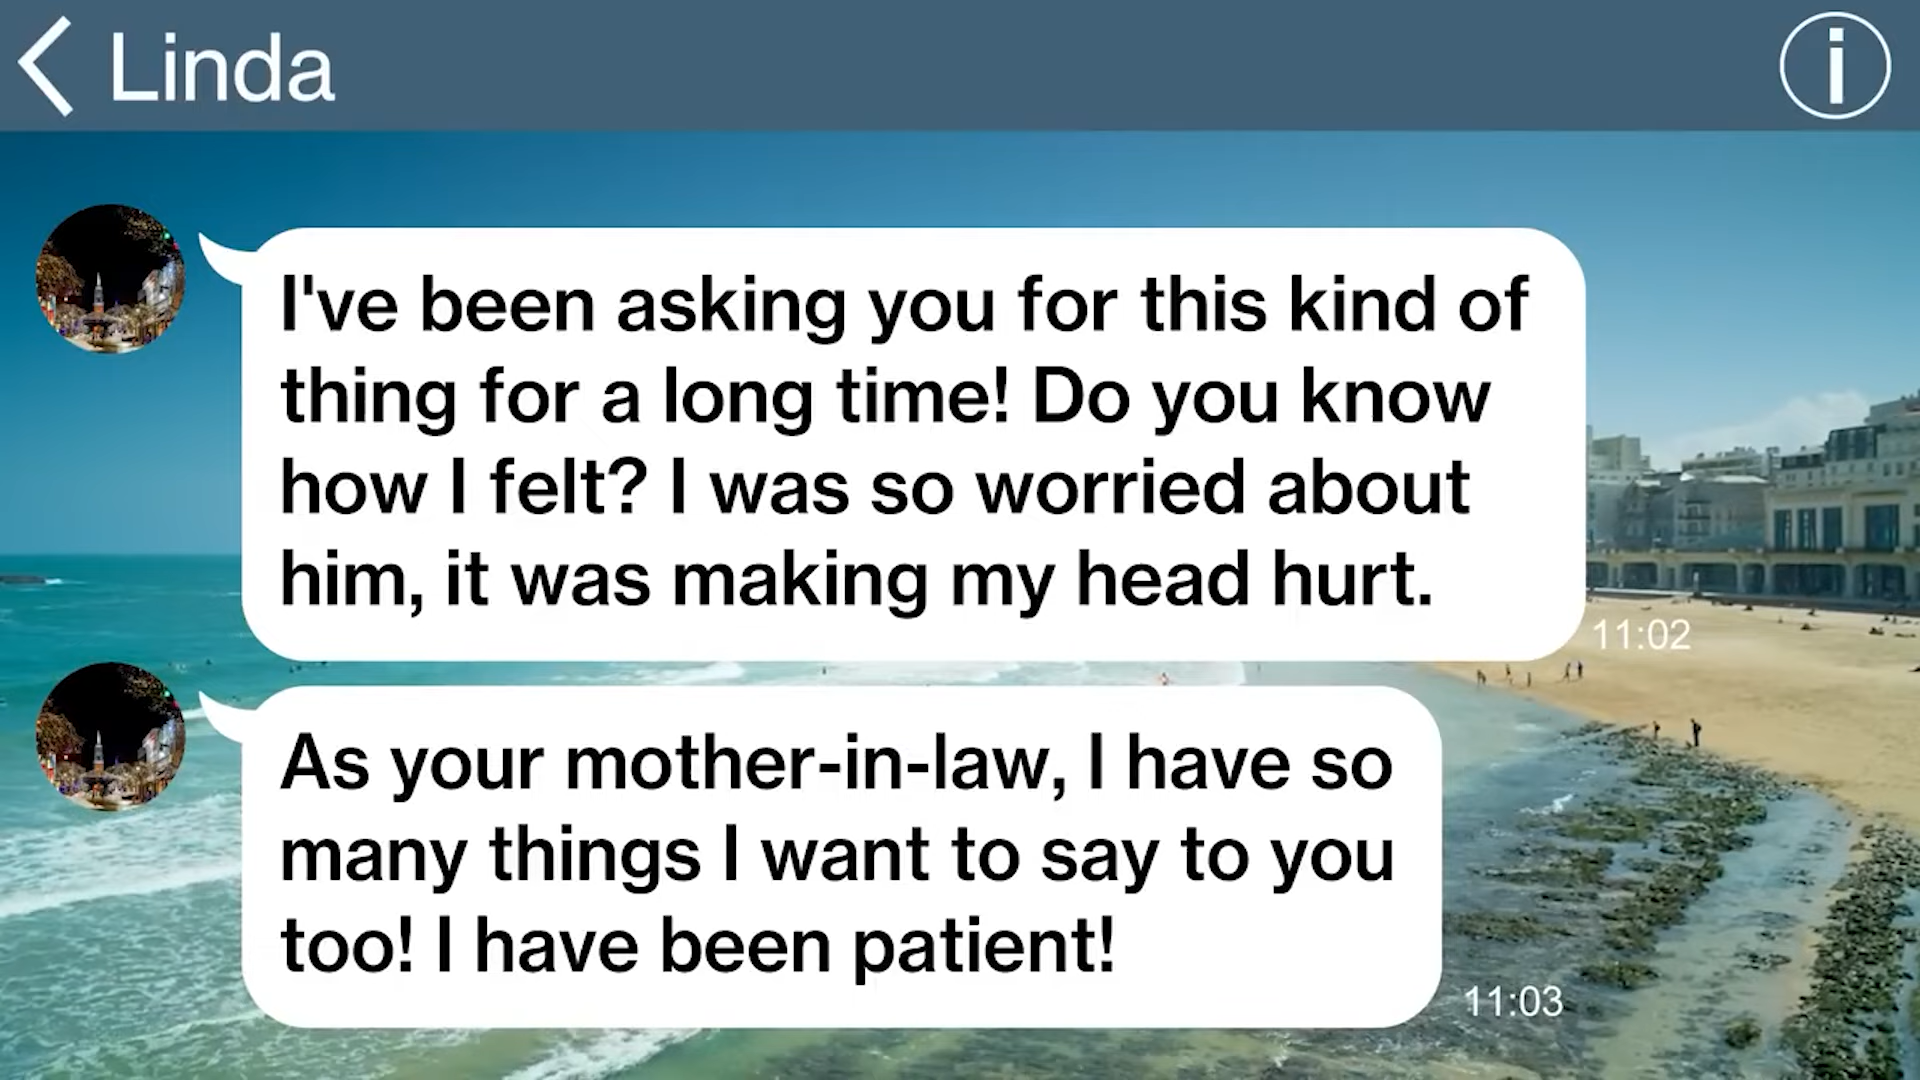 Linda
I've been asking you for this kind of
thing for a long time! Do you know
how I felt? I was so worried about
him, it was making my head hurt.
11:02
As your mother-in-law, I have so
many things I want to say to you
too! I have been patient!
11:03